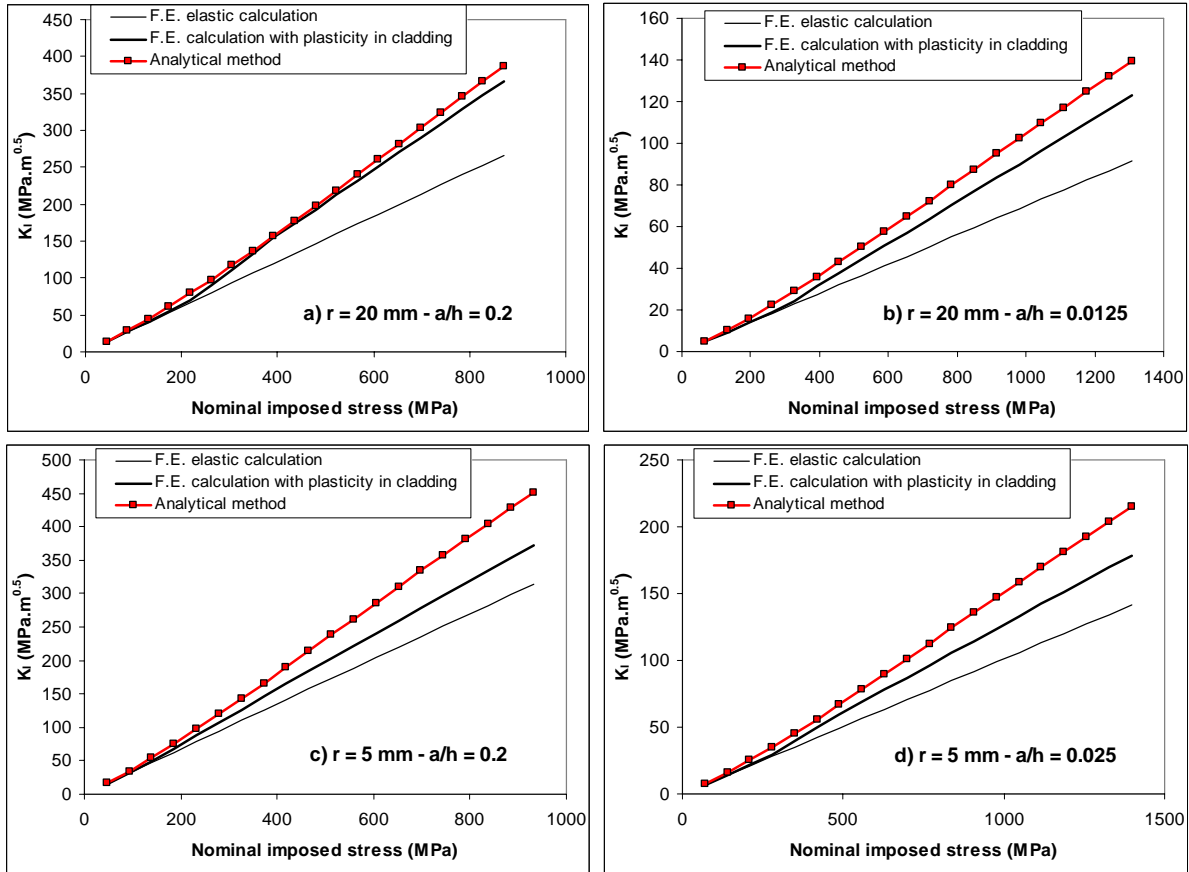 F.E. elastic calculation
F.E. calculation with plasticity in cladding
Analytical method
450
400
350
300
250
200
150
100
50
0
K_I (MPa.m^0.5)
a) r = 20 mm - a/h = 0.2
0 200 400 600 800 1000
Nominal imposed stress (MPa)
F.E. elastic calculation
F.E. calculation with plasticity in cladding
Analytical method
160
140
120
100
80
60
40
20
0
K_I (MPa.m^0.5)
b) r = 20 mm - a/h = 0.0125
0 200 400 600 800 1000 1200 1400
Nominal imposed stress (MPa)
F.E. elastic calculation
F.E. calculation with plasticity in cladding
Analytical method
500
450
400
350
300
250
200
150
100
50
0
K_I (MPa.m^0.5)
c) r = 5 mm - a/h = 0.2
0 200 400 600 800 1000
Nominal imposed stress (MPa)
F.E. elastic calculation
F.E. calculation with plasticity in cladding
Analytical method
250
200
150
100
50
0
K_I (MPa.m^0.5)
d) r = 5 mm - a/h = 0.025
0 500 1000 1500
Nominal imposed stress (MPa)